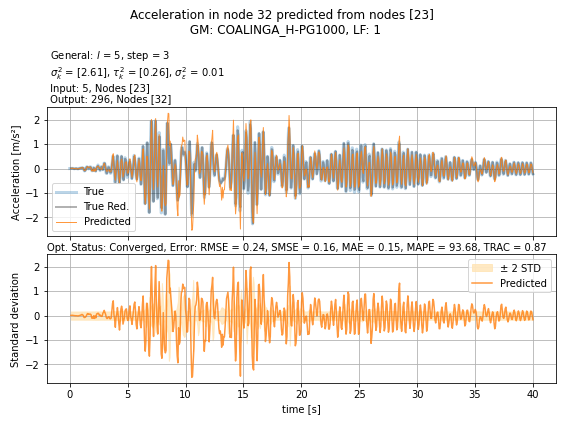 Acceleration in node 32 predicted from nodes [23]
GM: COALINGA_H-PG1000, LF: 1
General: l = 5, step = 3
σ²ₖ = [2.61], τ²ₖ = [0.26], σ²ε = 0.01
Input: 5, Nodes [23]
Output: 296, Nodes [32]
Acceleration [m/s²]
2
1
0
−1
−2
True
True Red.
Predicted
Opt. Status: Converged, Error: RMSE = 0.24, SMSE = 0.16, MAE = 0.15, MAPE = 93.68, TRAC = 0.87
Standard deviation
2
1
0
−1
−2
± 2 STD
Predicted
0 5 10 15 20 25 30 35 40
time [s]